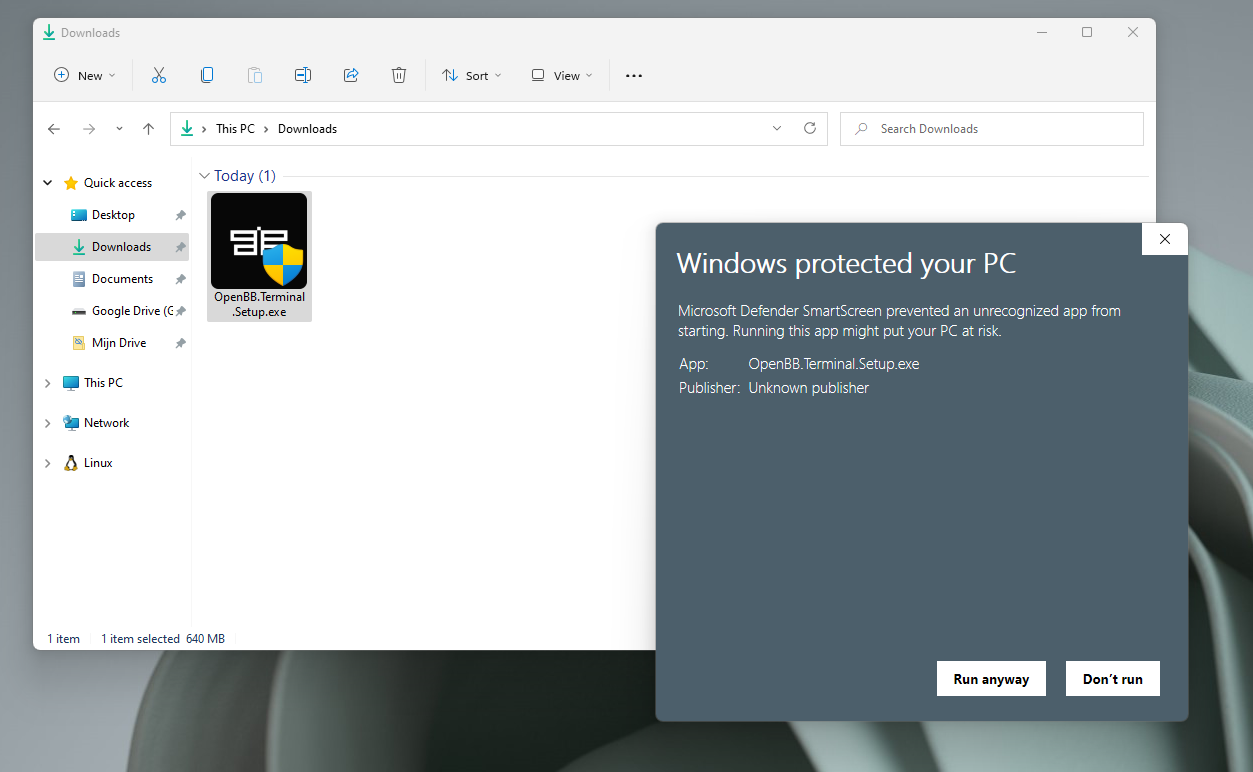 Downloads
New
Sort
View
This PC
Downloads
Search Downloads
Quick access
Desktop
Downloads
Documents
Google Drive (G
Mijn Drive
This PC
Network
Linux
Today (1)
OpenBB.Terminal
.Setup.exe
1 item
1 item selected 640 MB
Windows protected your PC
Microsoft Defender SmartScreen prevented an unrecognized app from
starting. Running this app might put your PC at risk.
App: OpenBB.Terminal.Setup.exe
Publisher: Unknown publisher
Run anyway
Don’t run